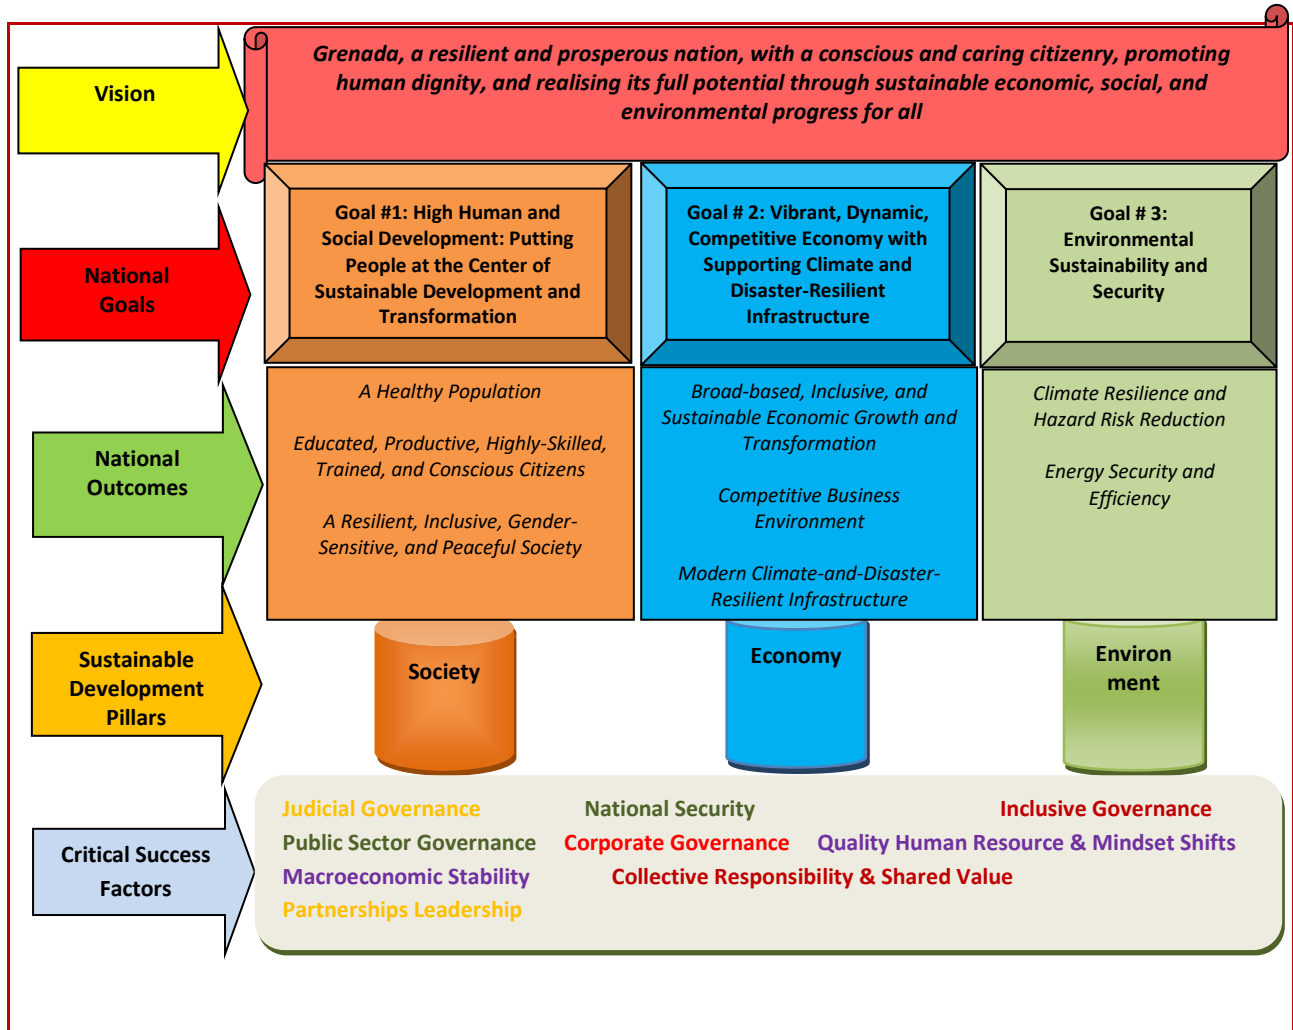 Vision
Grenada, a resilient and prosperous nation, with a conscious and caring citizenry, promoting
human dignity, and realising its full potential through sustainable economic, social, and
environmental progress for all
National
Goals
Goal #1: High Human and
Social Development: Putting
People at the Center of
Sustainable Development and
Transformation
Goal # 2: Vibrant, Dynamic,
Competitive Economy with
Supporting Climate and
Disaster-Resilient
Infrastructure
Goal # 3:
Environmental
Sustainability and
Security
National
Outcomes
A Healthy Population
Educated, Productive, Highly-Skilled,
Trained, and Conscious Citizens
A Resilient, Inclusive, Gender-
Sensitive, and Peaceful Society
Broad-based, Inclusive, and
Sustainable Economic Growth and
Transformation
Competitive Business
Environment
Modern Climate-and-Disaster-
Resilient Infrastructure
Climate Resilience and
Hazard Risk Reduction
Energy Security and
Efficiency
Sustainable
Development
Pillars
Society
Economy
Environ
ment
Critical Success
Factors
Judicial Governance National Security Inclusive Governance
Public Sector Governance Corporate Governance Quality Human Resource & Mindset Shifts
Macroeconomic Stability Collective Responsibility & Shared Value
Partnerships Leadership